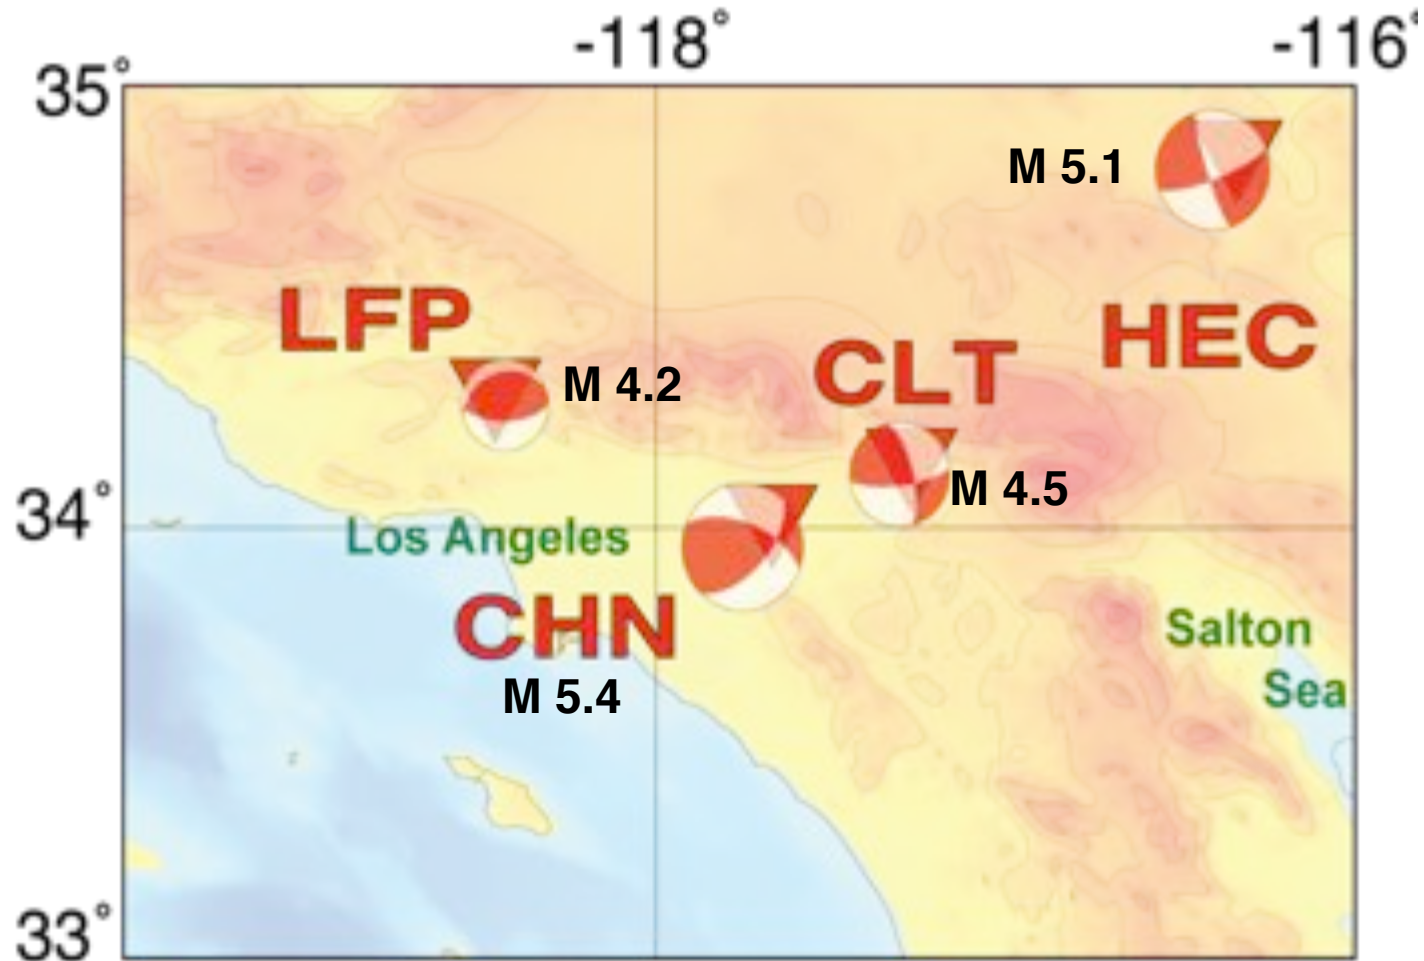 -118°
-116°
35°
M 5.1
LFP
HEC
CLT
M 4.2
M 4.5
34°
Los Angeles
CHN
Salton
Sea
M 5.4
33°